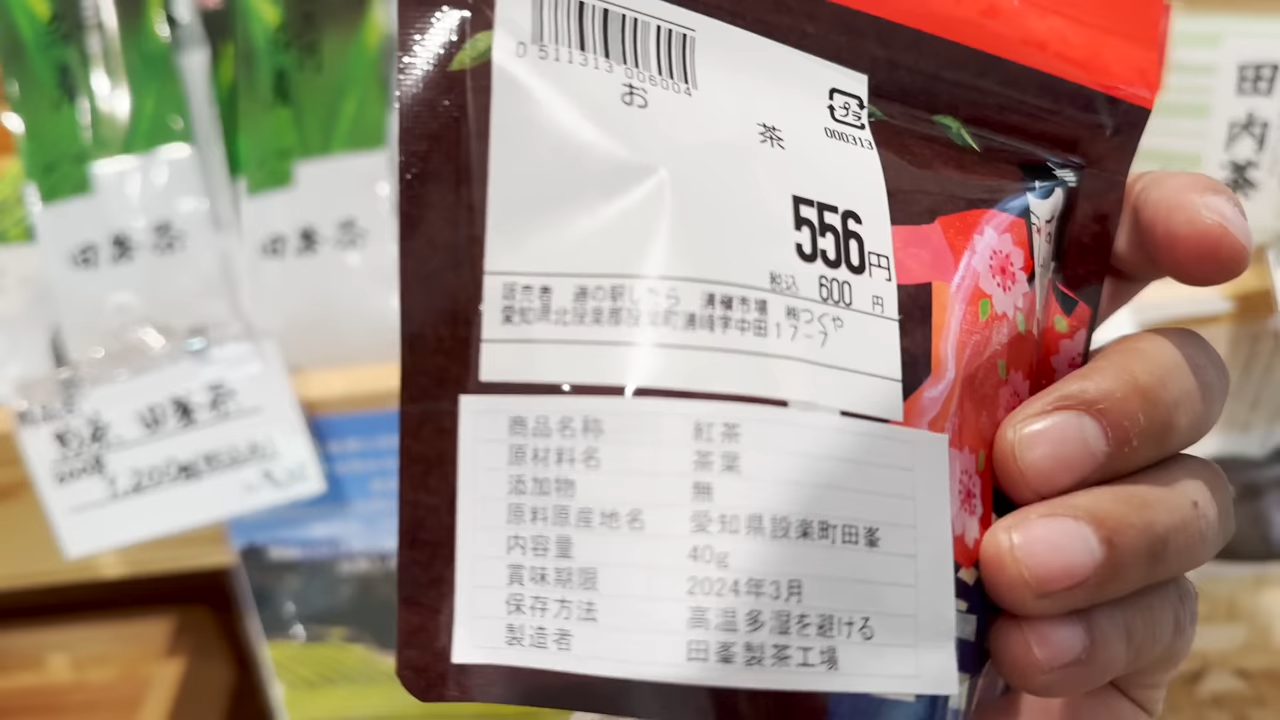 D 511313 006004
お
茶
プラ
000313
556円
税込 600 円
販売者 道の駅したら 清嶺市場 ㈱つぐや
愛知県北設楽郡設楽町清崎字中田17-7
商品名称 紅茶
原材料名 茶葉
添加物 無
原料原産地名 愛知県設楽町田峯
内容量 40g
賞味期限 2024年3月
保存方法 高温多湿を避ける
製造者 田峯製茶工場
田内茶
田峯茶
田峯茶
煎茶 田峯茶